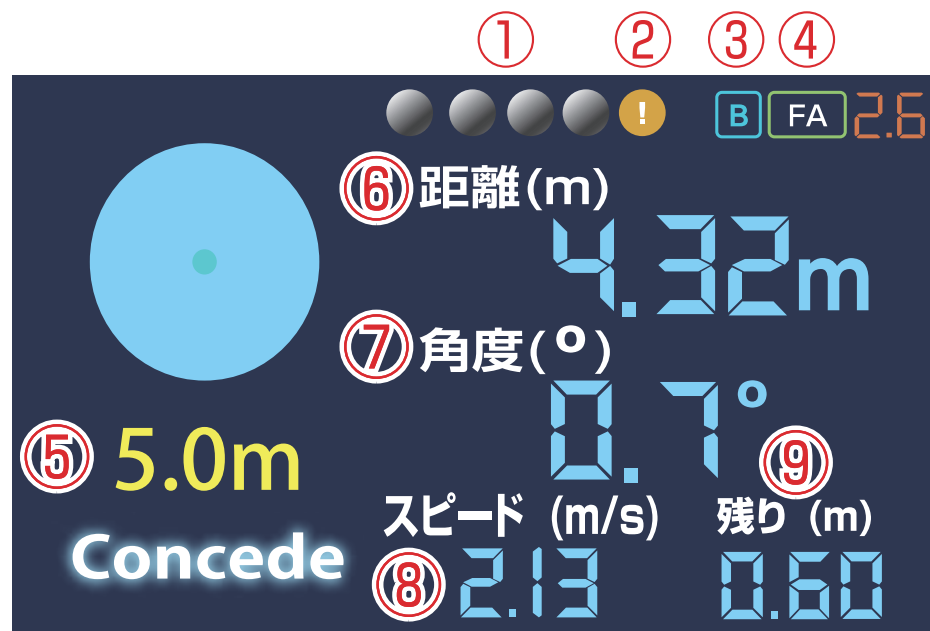 ① ② ③ ④
! B FA 2.6
⑥ 距離(m)
4.32m
⑦ 角度(°)
0.7°
⑤ 5.0m
⑨
スピード (m/s) 残り (m)
Concede
⑧ 2.13 0.60